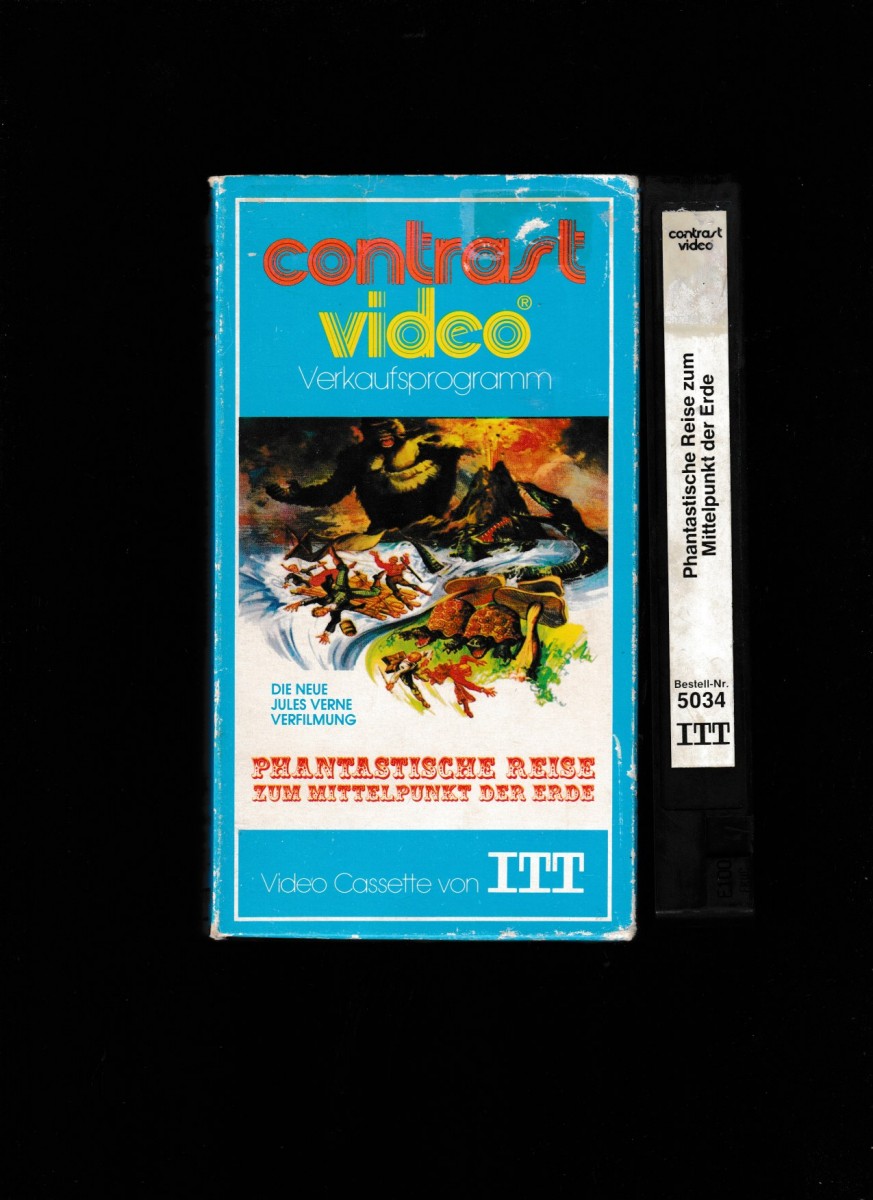 contrast
video®
Verkaufsprogramm
DIE NEUE
JULES VERNE
VERFILMUNG
PHANTASTISCHE REISE
ZUM MITTELPUNKT DER ERDE
Video Cassette von ITT
contrast
video
Phantastische Reise zum
Mittelpunkt der Erde
Bestell-Nr.
5034
ITT